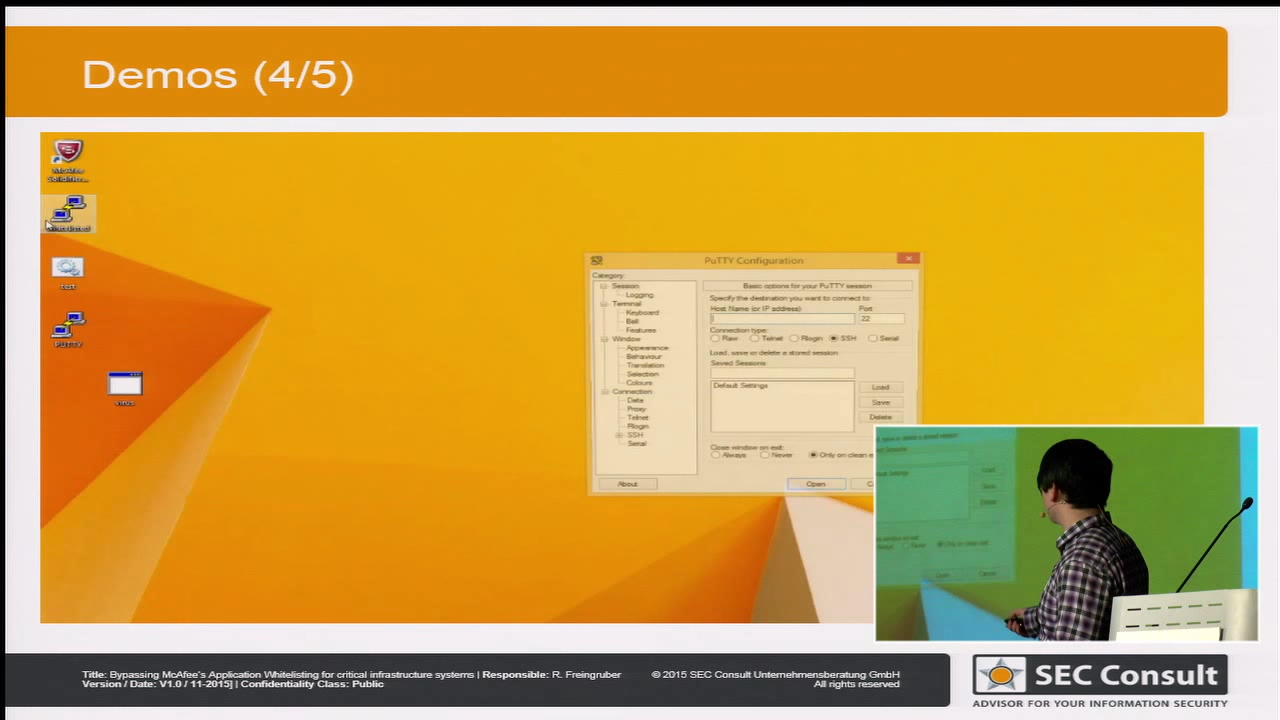 Demos (4/5)
McAfee
Solidifier...
test
PUTTY
virus
PuTTY Configuration
Category:
Session
Logging
Terminal
Keyboard
Bell
Features
Window
Appearance
Behaviour
Translation
Selection
Colours
Connection
Data
Proxy
Telnet
Rlogin
SSH
Serial
About
Basic options for your PuTTY session
Specify the destination you want to connect to
Host Name (or IP address) Port
22
Connection type:
Raw Telnet Rlogin SSH Serial
Load, save or delete a stored session
Saved Sessions
Default Settings
Load
Save
Delete
Close window on exit:
Always Never Only on clean e
Open
Title: Bypassing McAfee's Application Whitelisting for critical infrastructure systems | Responsible: R. Freingruber
Version / Date: V1.0 / 11-2015] | Confidentiality Class: Public
© 2015 SEC Consult Unternehmensberatung GmbH
All rights reserved
SEC Consult
ADVISOR FOR YOUR INFORMATION SECURITY